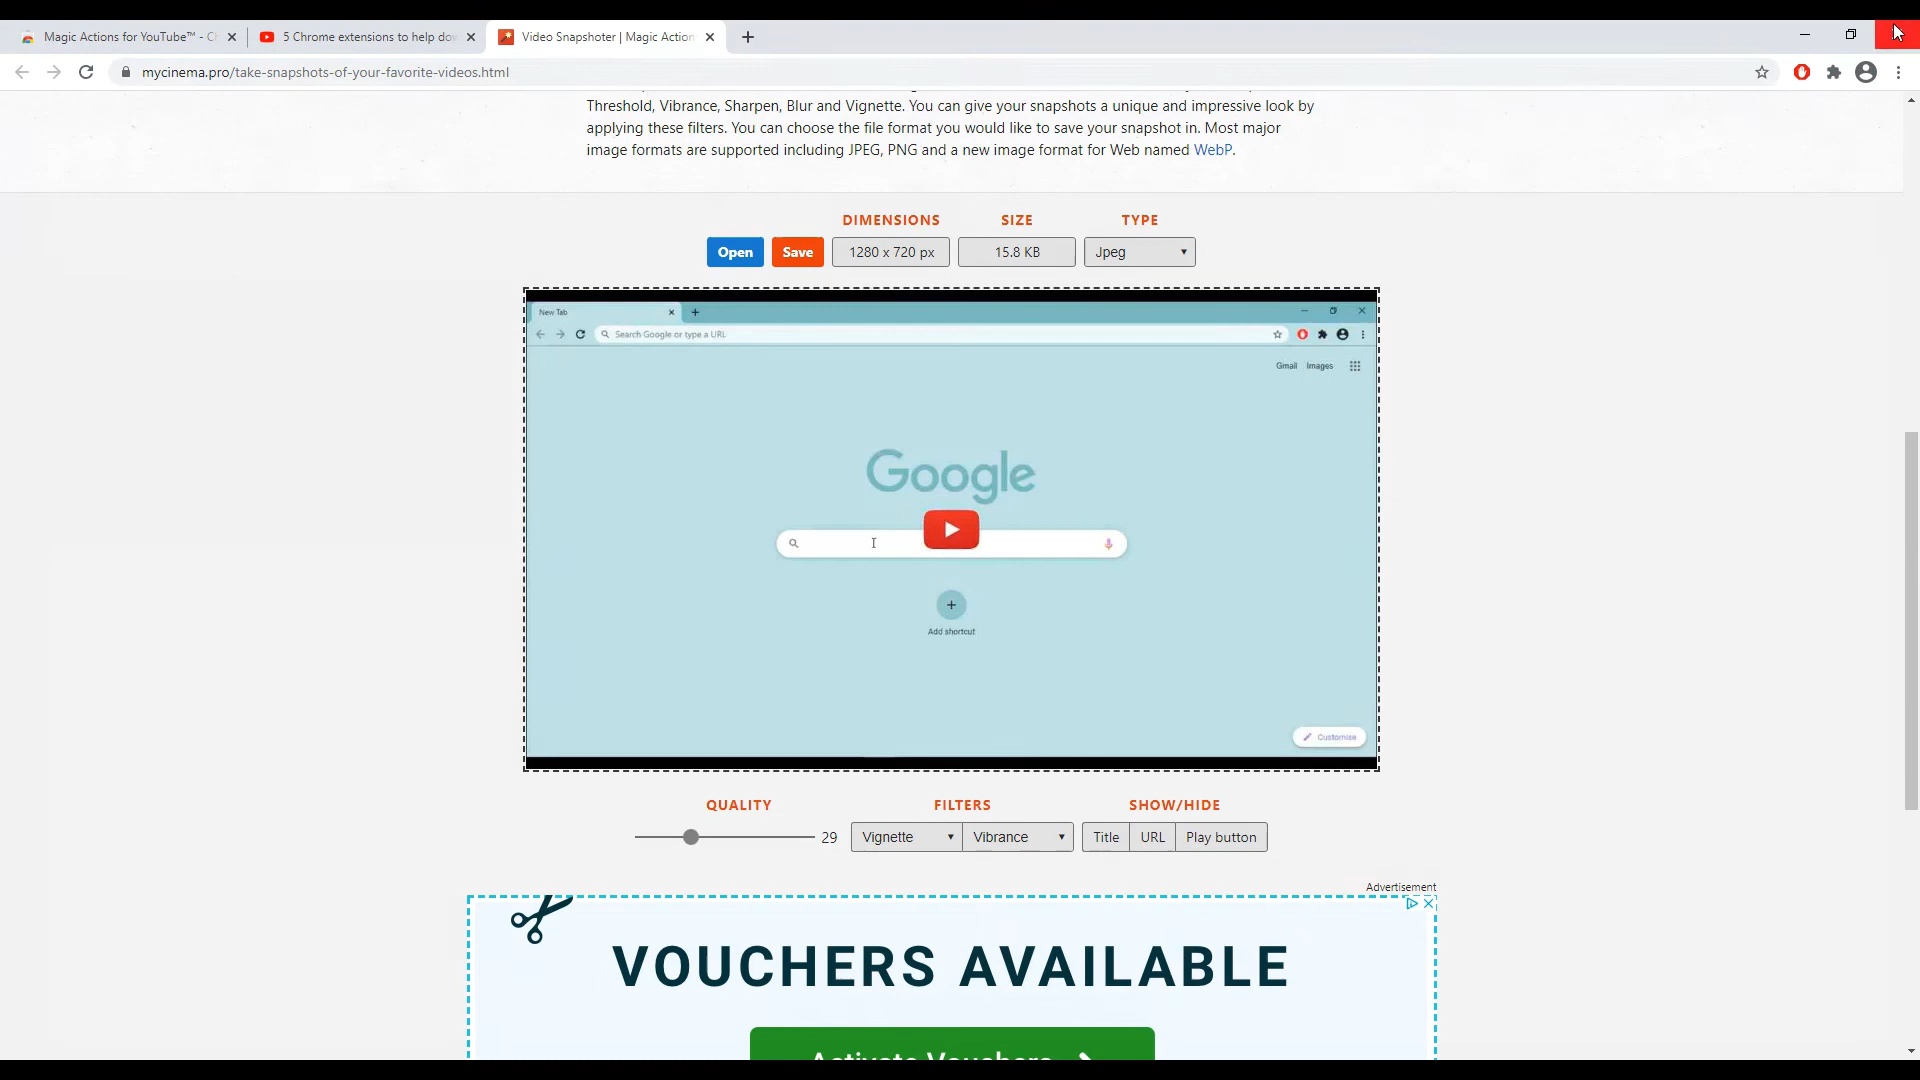 Magic Actions for YouTube™ - Ch
5 Chrome extensions to help dow
Video Snapshoter | Magic Action
mycinema.pro/take-snapshots-of-your-favorite-videos.html
Threshold, Vibrance, Sharpen, Blur and Vignette. You can give your snapshots a unique and impressive look by
applying these filters. You can choose the file format you would like to save your snapshot in. Most major
image formats are supported including JPEG, PNG and a new image format for Web named WebP.
DIMENSIONS SIZE TYPE
Open Save 1280 x 720 px 15.8 KB Jpeg
New Tab
Search Google or type a URL
Gmail Images
Google
Add shortcut
Customise
QUALITY FILTERS SHOW/HIDE
29 Vignette Vibrance Title URL Play button
Advertisement
VOUCHERS AVAILABLE
Activate Vouchers